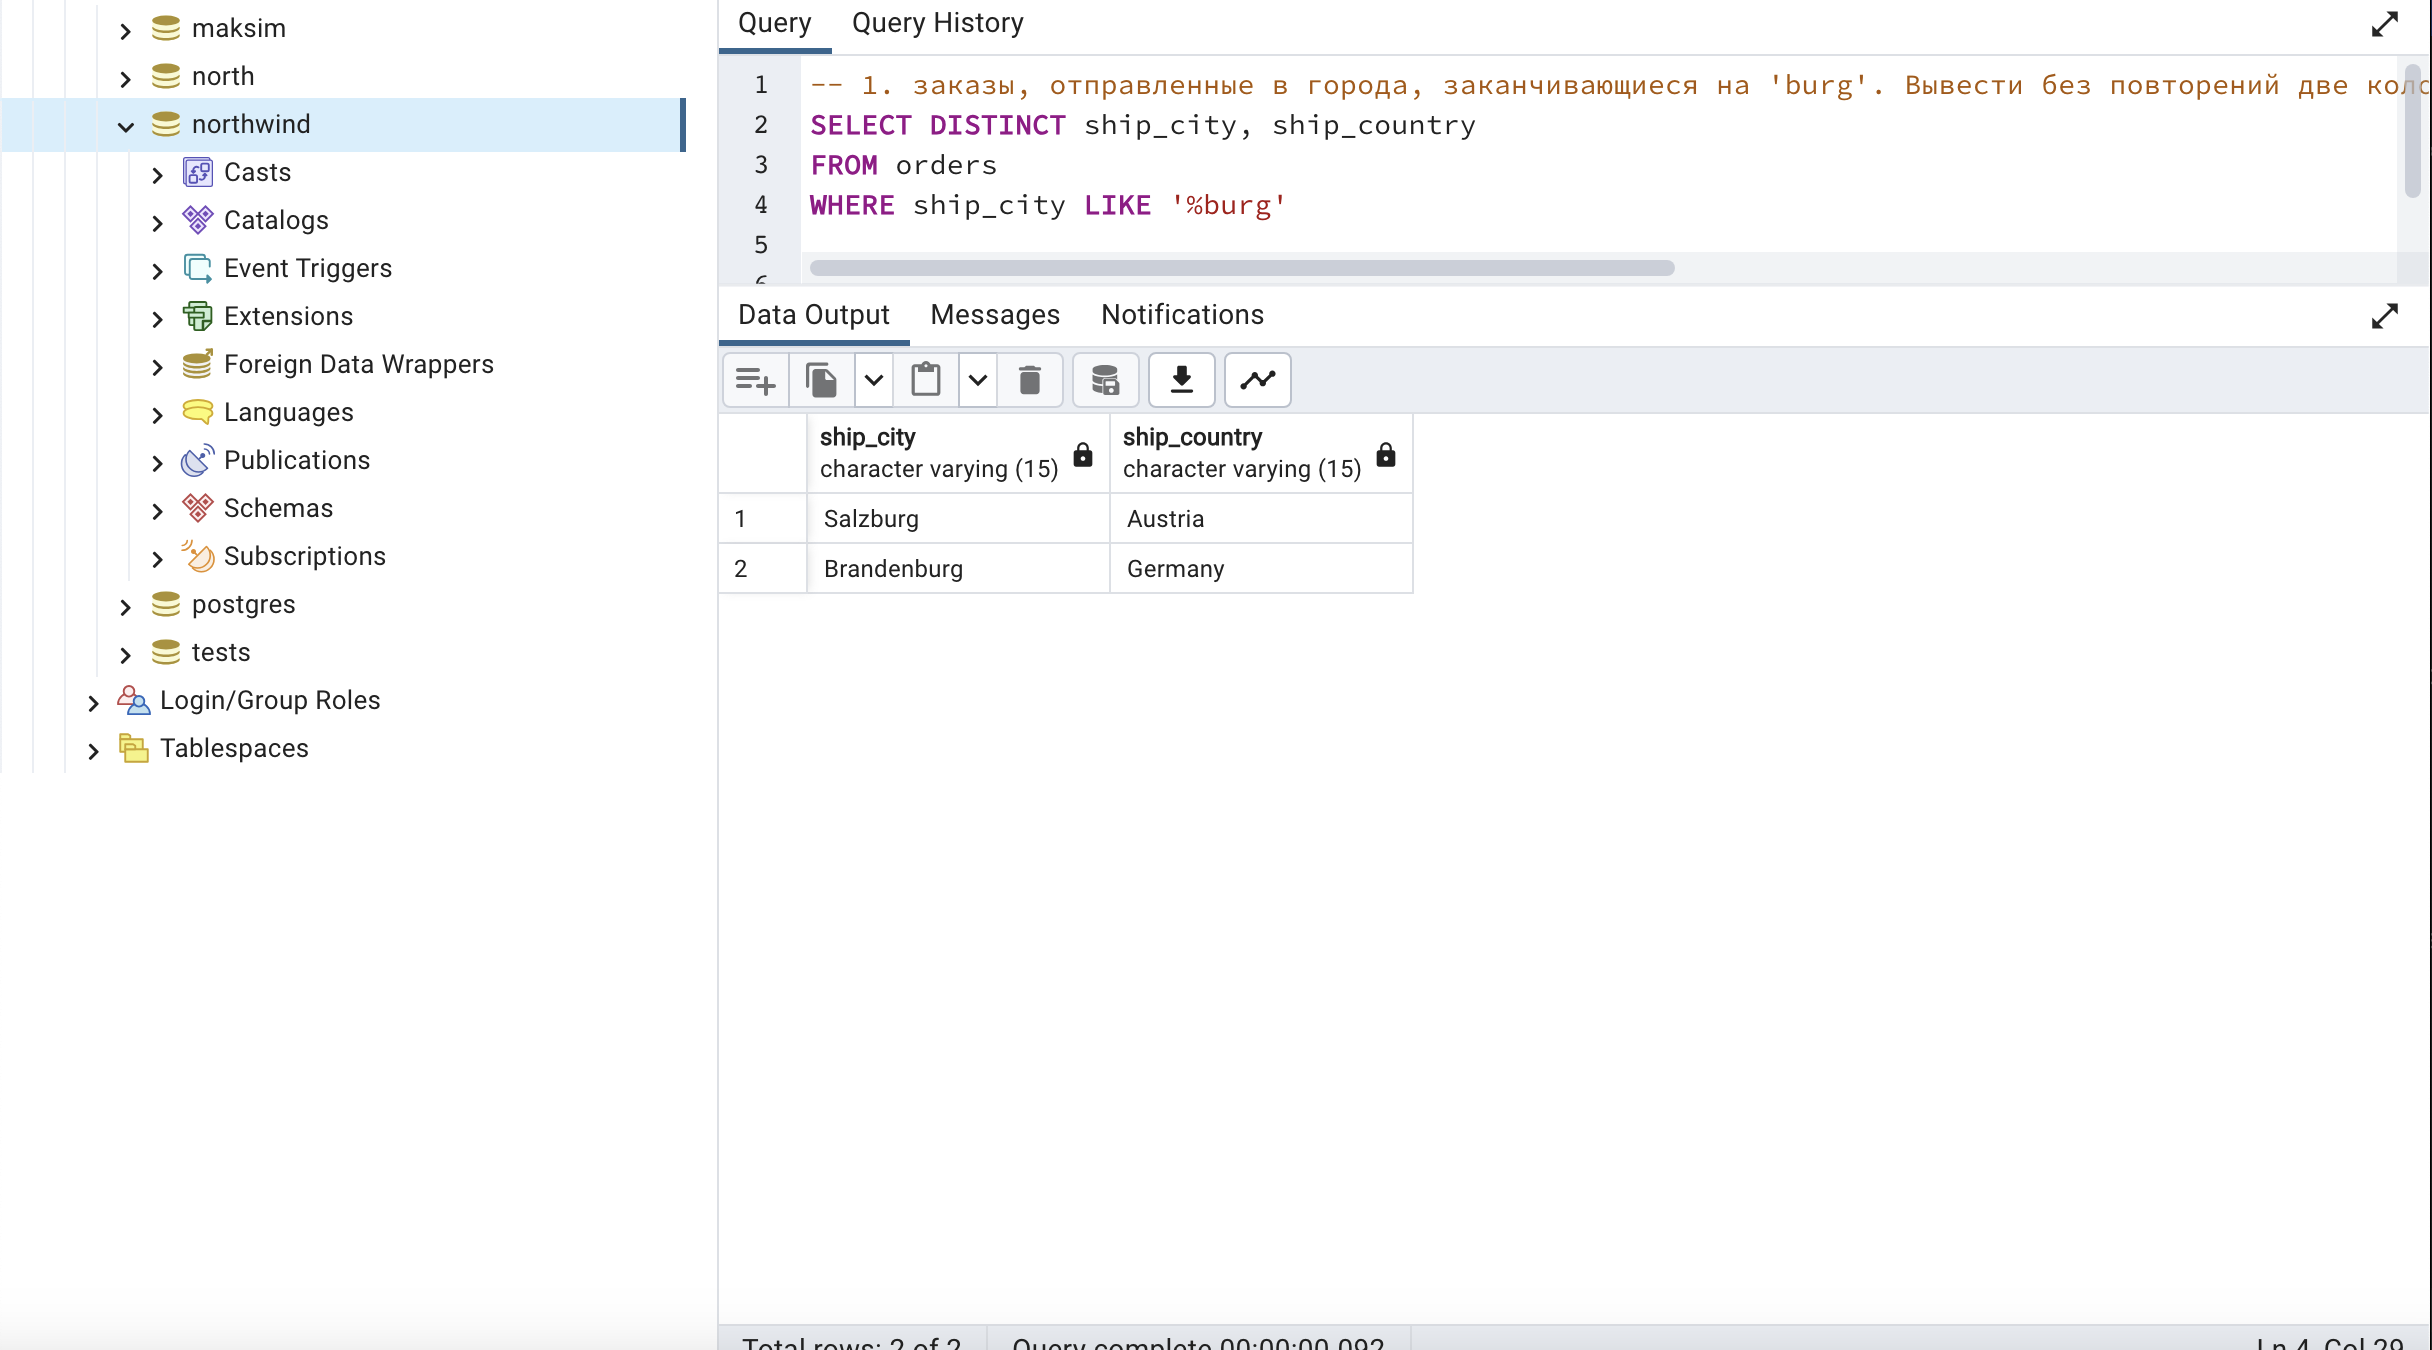 maksim
north
northwind
Casts
Catalogs
Event Triggers
Extensions
Foreign Data Wrappers
Languages
Publications
Schemas
Subscriptions
postgres
tests
Login/Group Roles
Tablespaces
Query Query History
1 -- 1. заказы, отправленные в города, заканчивающиеся на 'burg'. Вывести без повторений две
2 SELECT DISTINCT ship_city, ship_country
3 FROM orders
4 WHERE ship_city LIKE '%burg'
5
Data Output Messages Notifications
ship_city ship_country
character varying (15) character varying (15)
1 Salzburg Austria
2 Brandenburg Germany
Total rows: 2 of 2 Query complete 00:00:00.092 Ln 4, Col 29